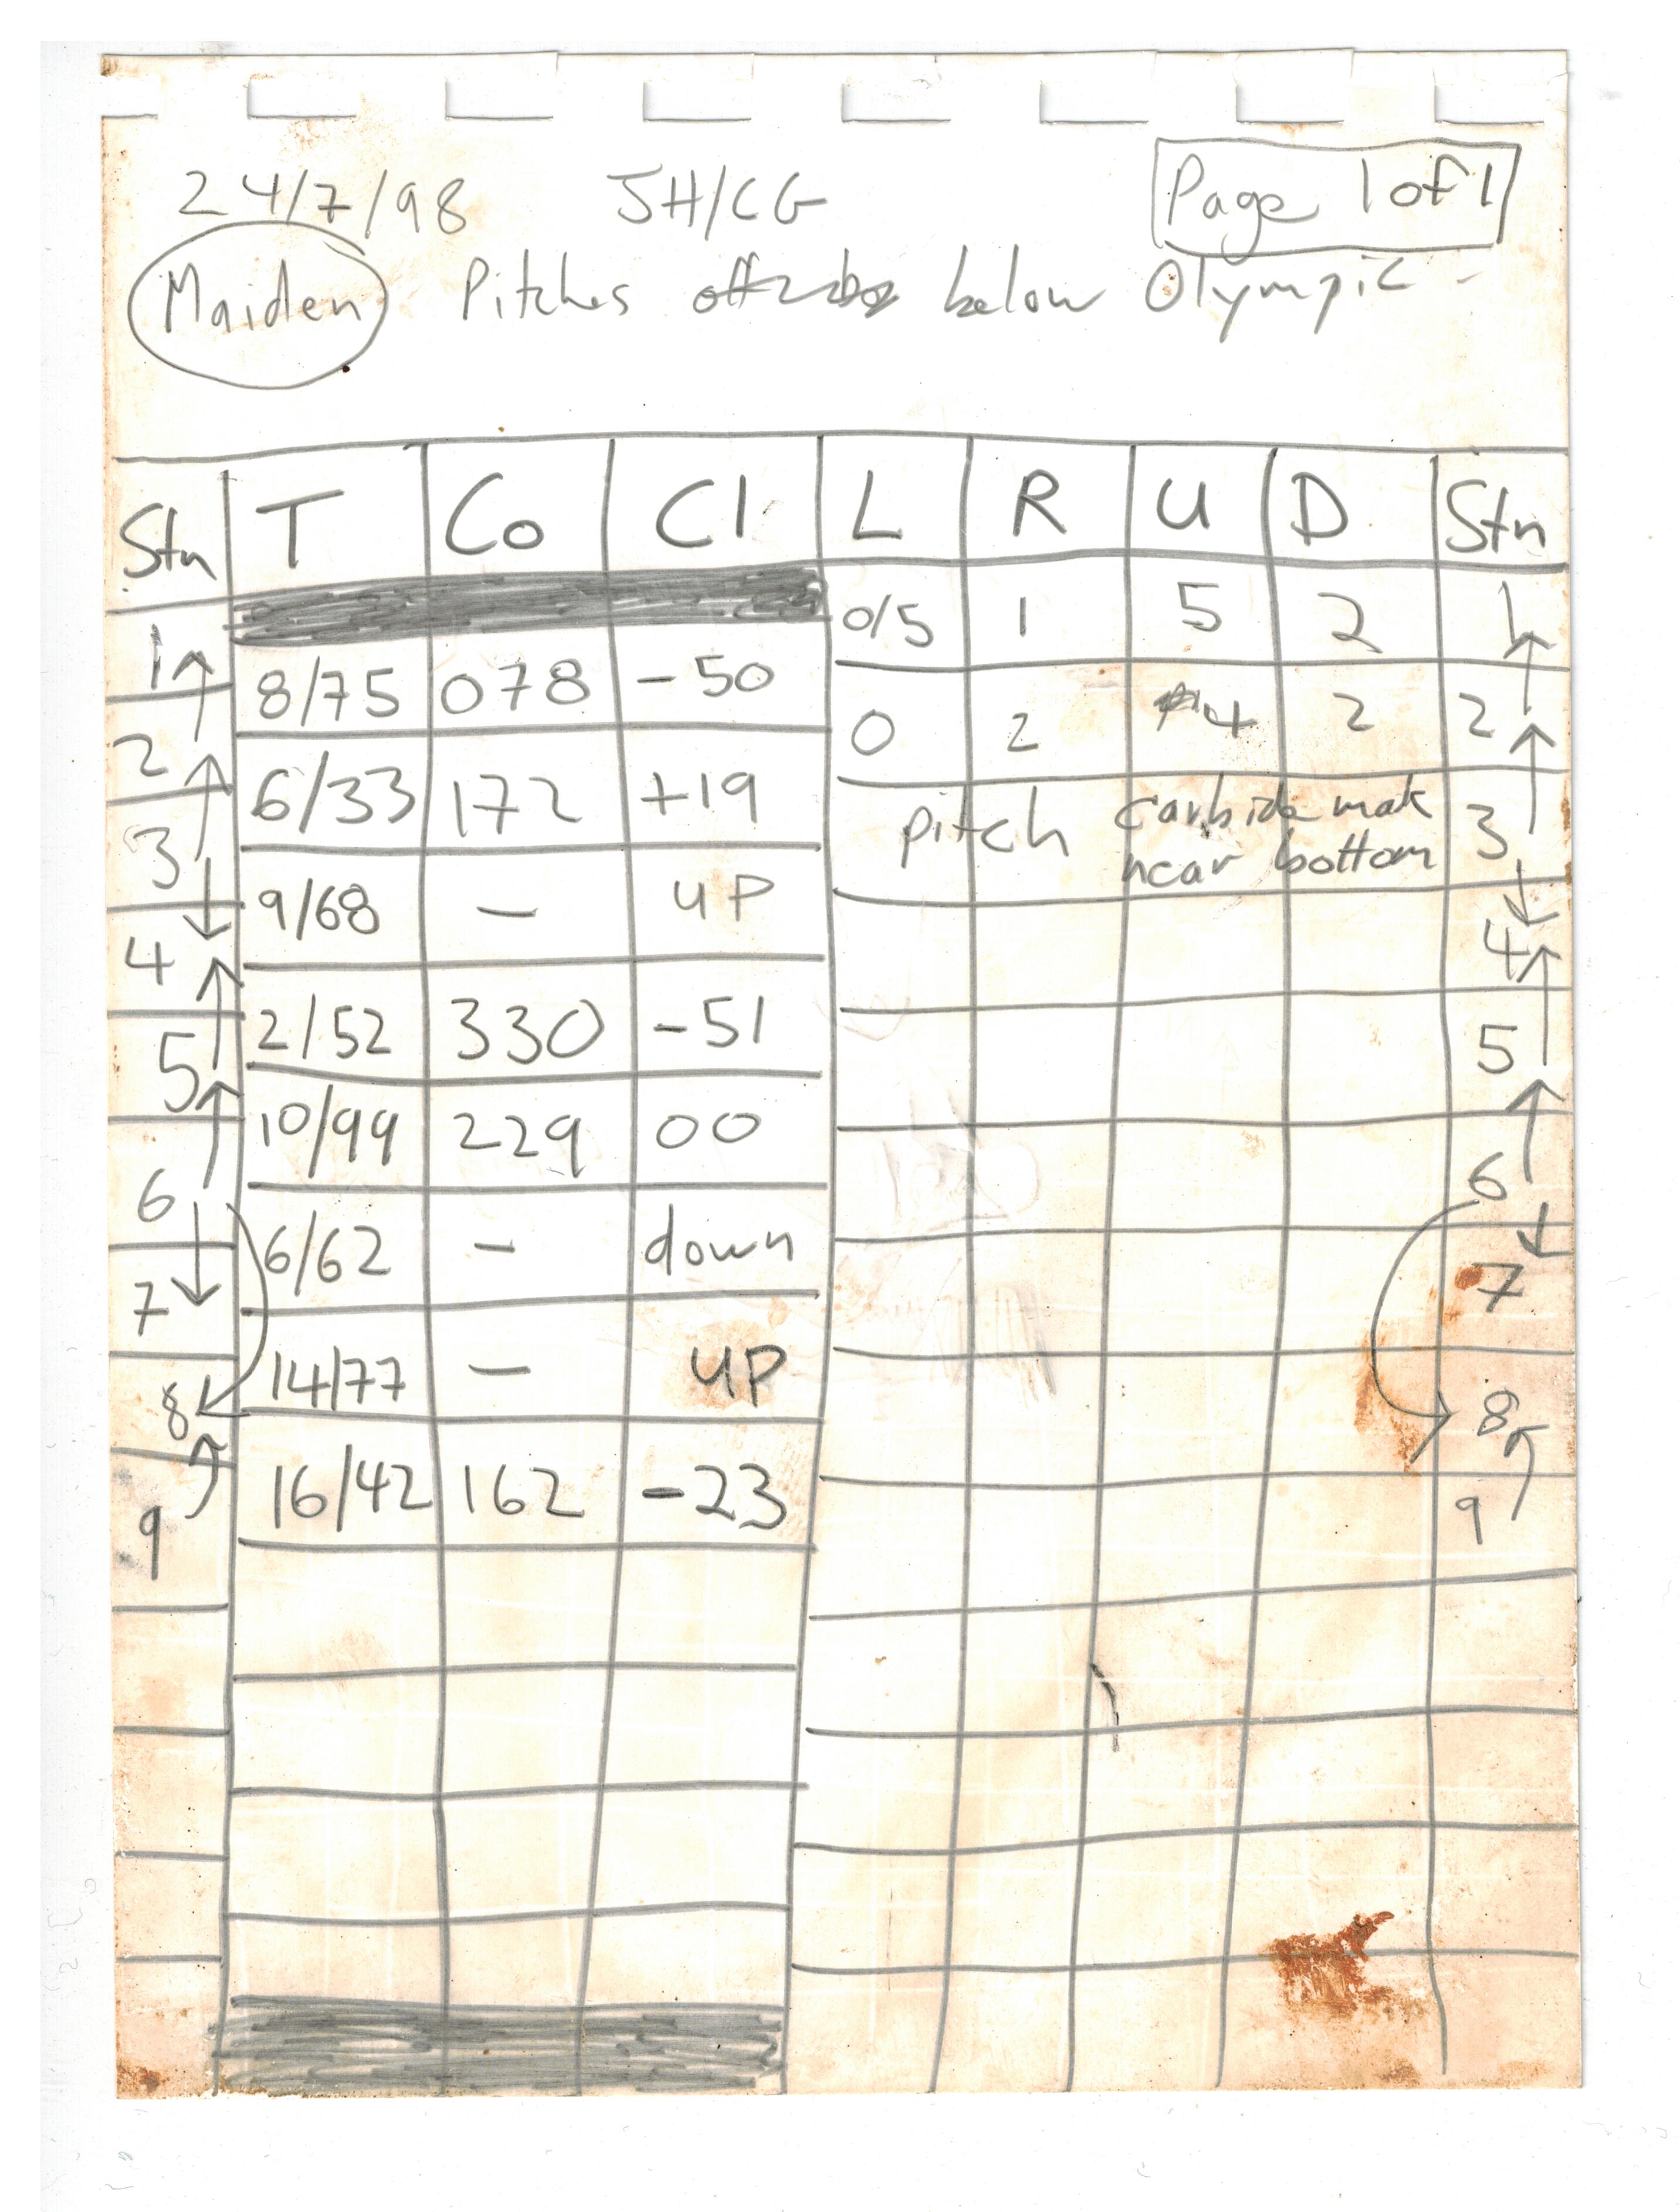 24/7/98 JH/CG Page 1 of 1
Maiden Pitches below Olympic -
Stn T Co Cl L R U D Stn
1 0/5 1 5 2 1
8/75 078 -50
2 0 2 4 2 2
6/33 172 +19
3 pitch carbide mark near bottom 3
9/68 - UP
4 4
2/52 330 -51
5 5
10/99 229 00
6 6
6/62 - down
7 7
14/77 - UP
8 8
16/42 162 -23
9 9